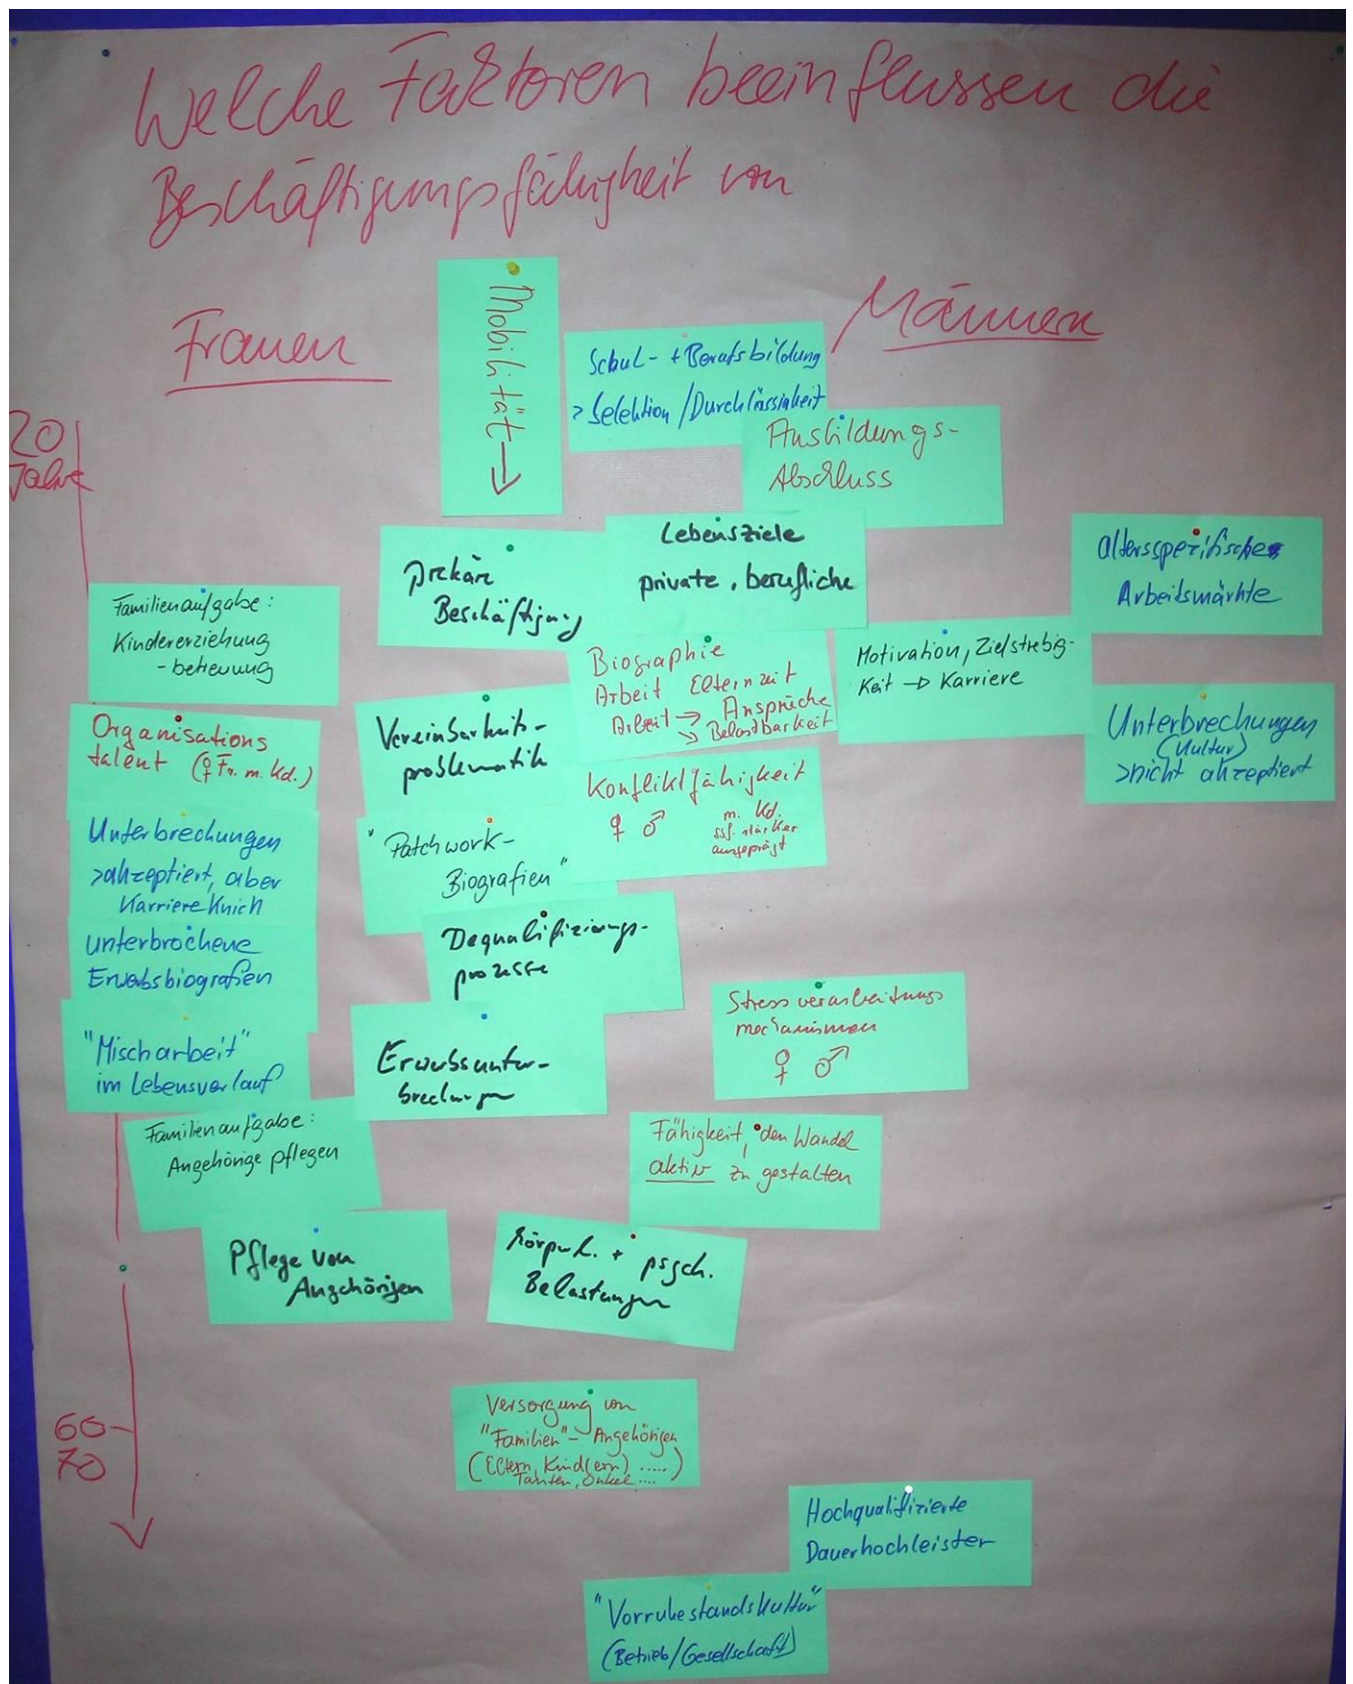 Welche Faktoren beeinflussen die
Beschäftigungsfähigkeit von
Frauen
Männern
Mobilität →
Schul- + Berufsbildung
> Selektion / Durchlässigkeit
20
Jahre
Ausbildungs-
Abschluss
Lebensziele
private, berufliche
prekäre
Beschäftigung
altersspezifische
Arbeitsmärkte
Familienaufgabe:
Kindererziehung
-betreuung
Biographie
Arbeit Elternzeit
Arbeit → Ansprüche
↘ Belastbarkeit
Motivation, Zielstrebig-
keit → Karriere
Organisations
talent (♀ Fr. m. Kd.)
Vereinbarkeits-
problematik
Unterbrechungen
(Kultur)
> nicht akzeptiert
Konfliktfähigkeit
♀ ♂ m. Kd.
ggf. stärker
ausgeprägt
Unterbrechungen
> akzeptiert, aber
Karriereknick
"Patchwork-
Biografien"
unterbrochene
Erwerbsbiografien
Dequalifizierungs-
prozesse
"Mischarbeit"
im Lebensverlauf
Erwerbsunter-
brechungen
Stressverarbeitungs
mechanismen
♀ ♂
Familienaufgabe:
Angehörige pflegen
Fähigkeit, den Wandel
aktiv zu gestalten
Pflege von
Angehörigen
körperl. + psych.
Belastungen
60
70
Versorgung von
"Familien"-Angehörigen
(Eltern, Kind(ern) .....)
Tanten, Onkel ....
Hochqualifizierte
Dauerhochleister
"Vorruhestandskultur"
(Betrieb/Gesellschaft)